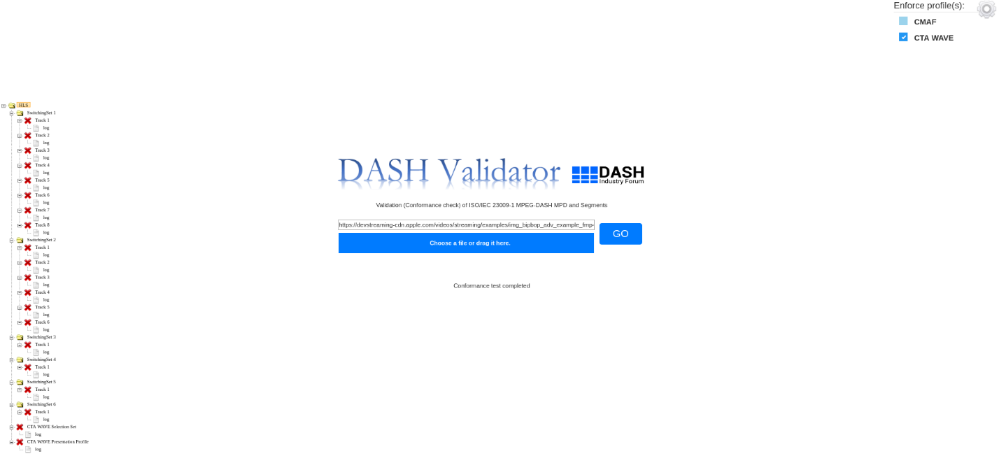 Enforce profile(s):
CMAF
CTA WAVE
HLS
SwitchingSet 1
Track 1
log
Track 2
log
Track 3
log
Track 4
log
Track 5
log
Track 6
log
Track 7
log
Track 8
log
SwitchingSet 2
Track 1
log
Track 2
log
Track 3
log
Track 4
log
Track 5
log
Track 6
log
SwitchingSet 3
Track 1
log
SwitchingSet 4
Track 1
log
SwitchingSet 5
Track 1
log
SwitchingSet 6
Track 1
log
CTA WAVE Selection Set
log
CTA WAVE Presentation Profile
log
DASH Validator
DASH
Industry Forum
Validation (Conformance check) of ISO/IEC 23009-1 MPEG-DASH MPD and Segments
https://devstreaming-cdn.apple.com/videos/streaming/examples/img_bipbop_adv_example_fmp4
GO
Choose a file or drag it here.
Conformance test completed